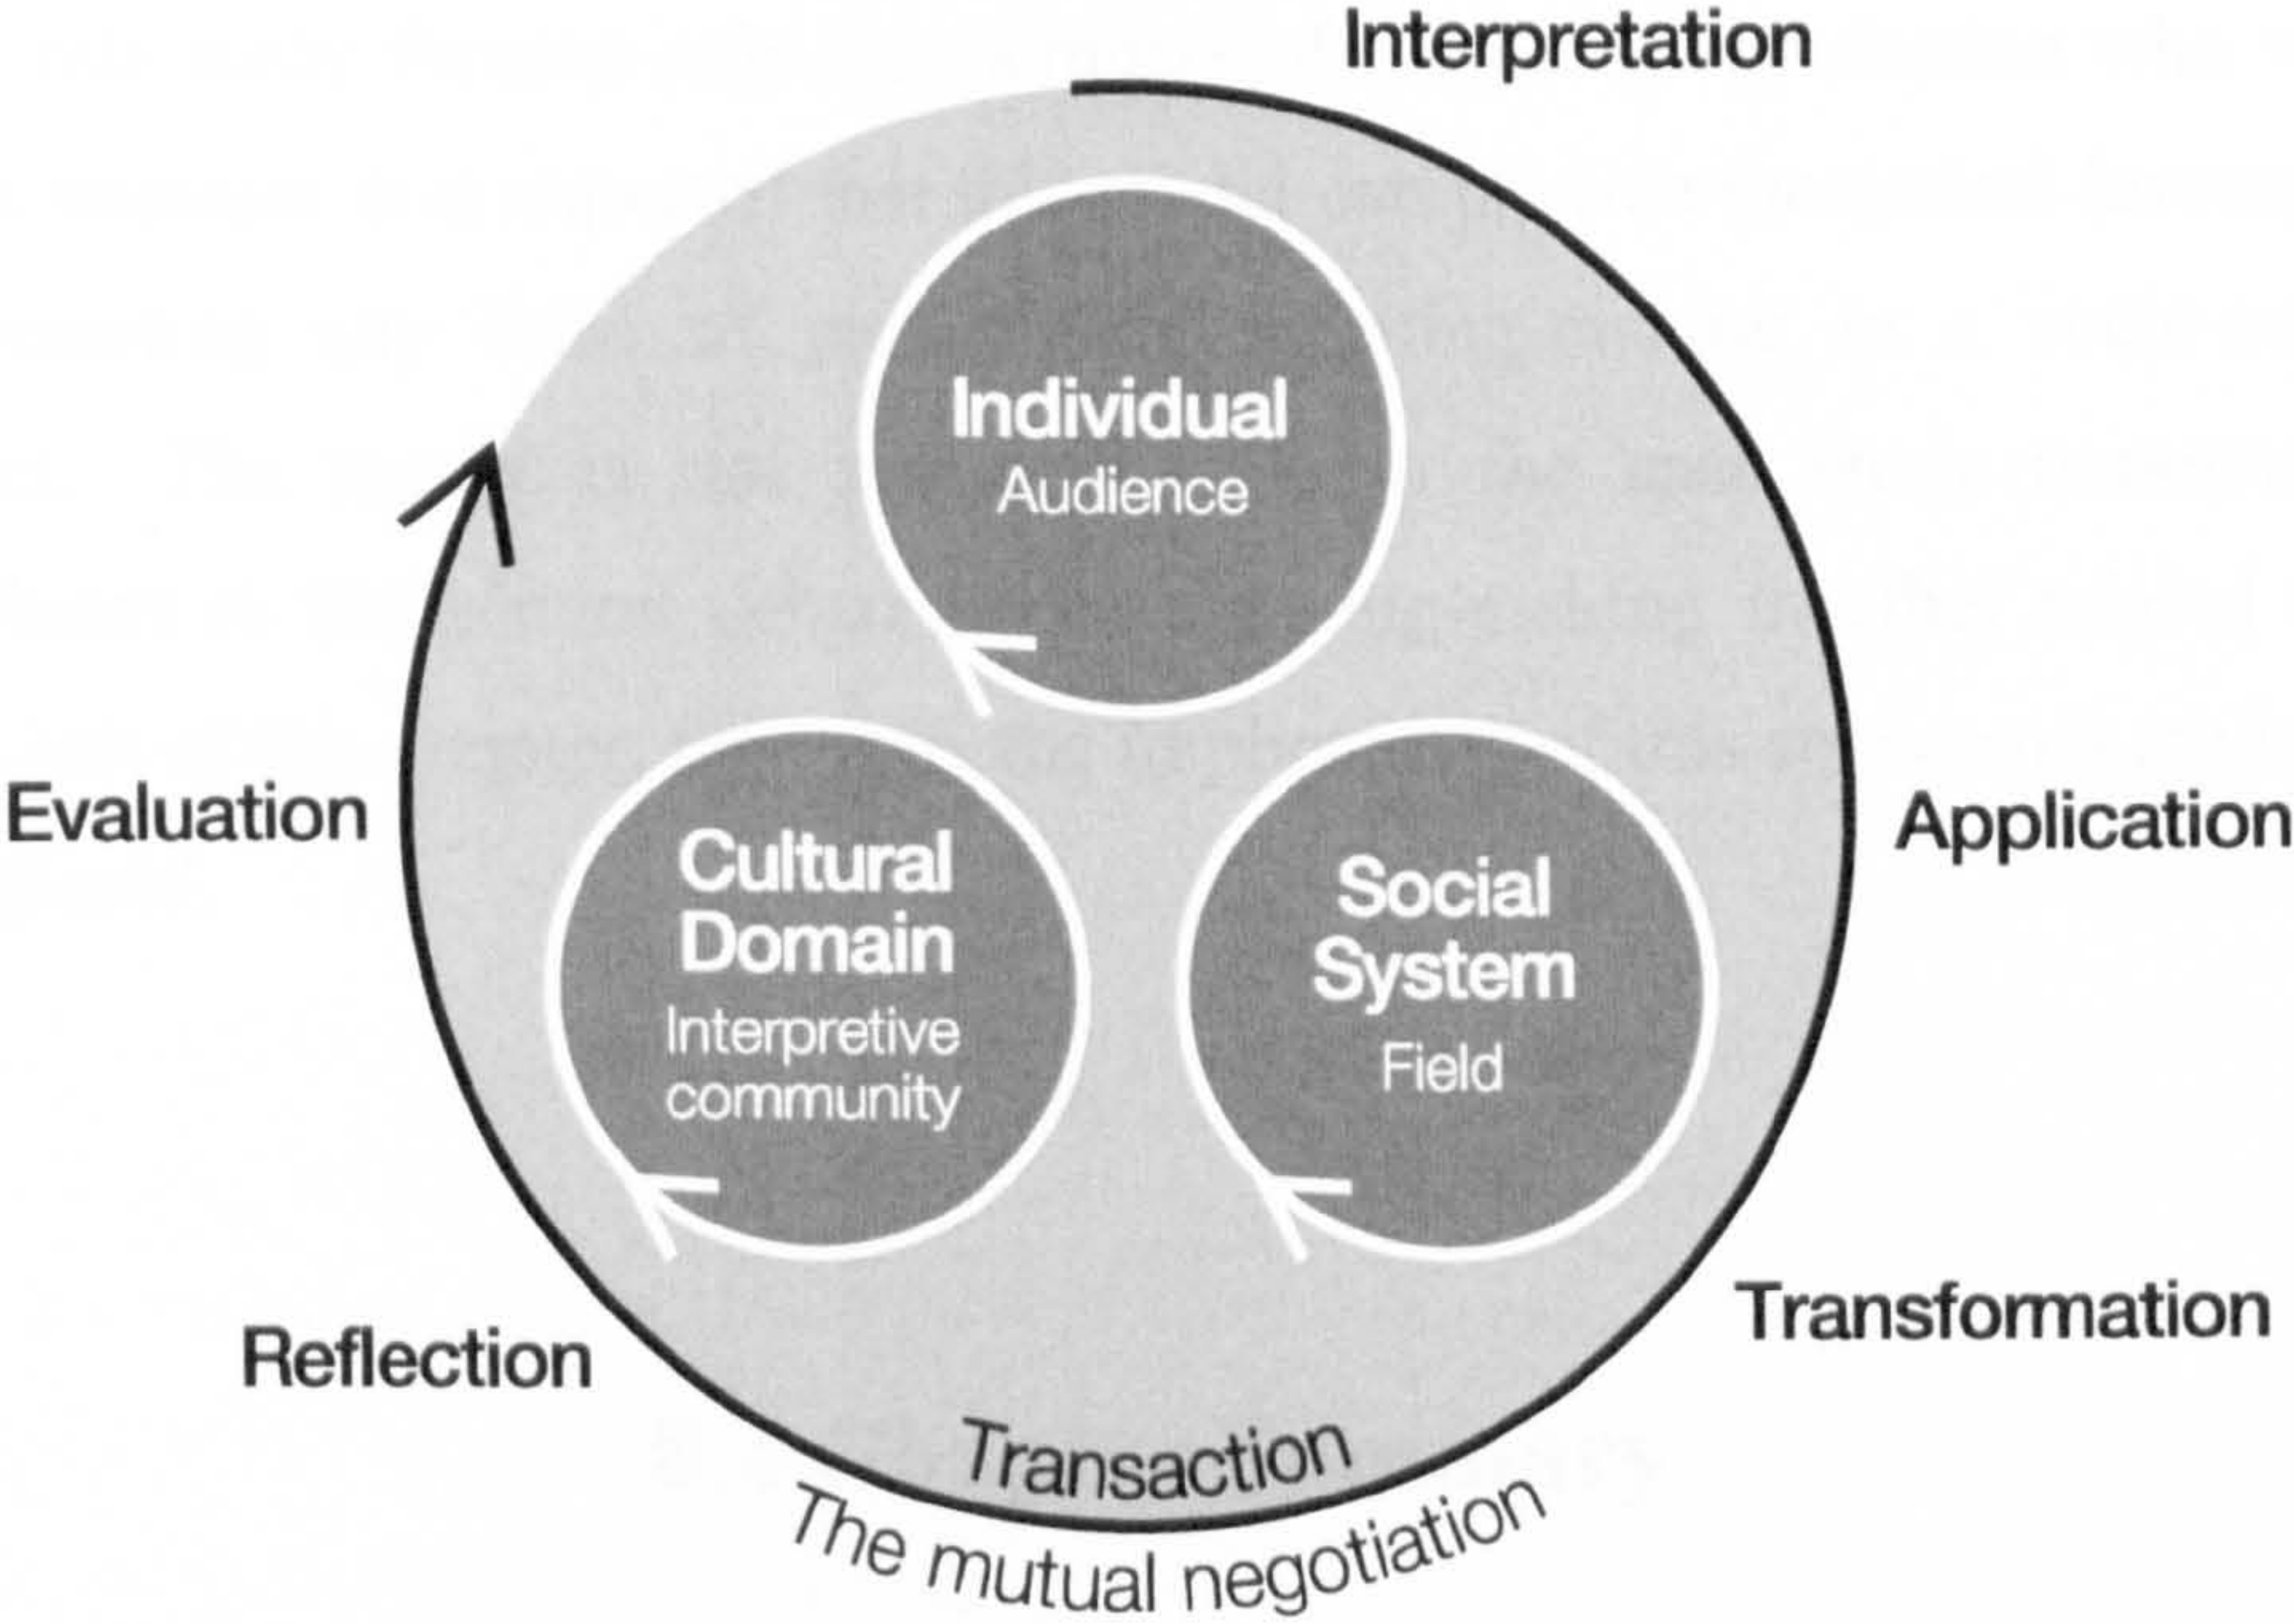 Interpretation
Individual
Audience
Evaluation
Application
Cultural
Domain
Interpretive
community
Social
System
Field
Transformation
Reflection
Transaction
The mutual negotiation